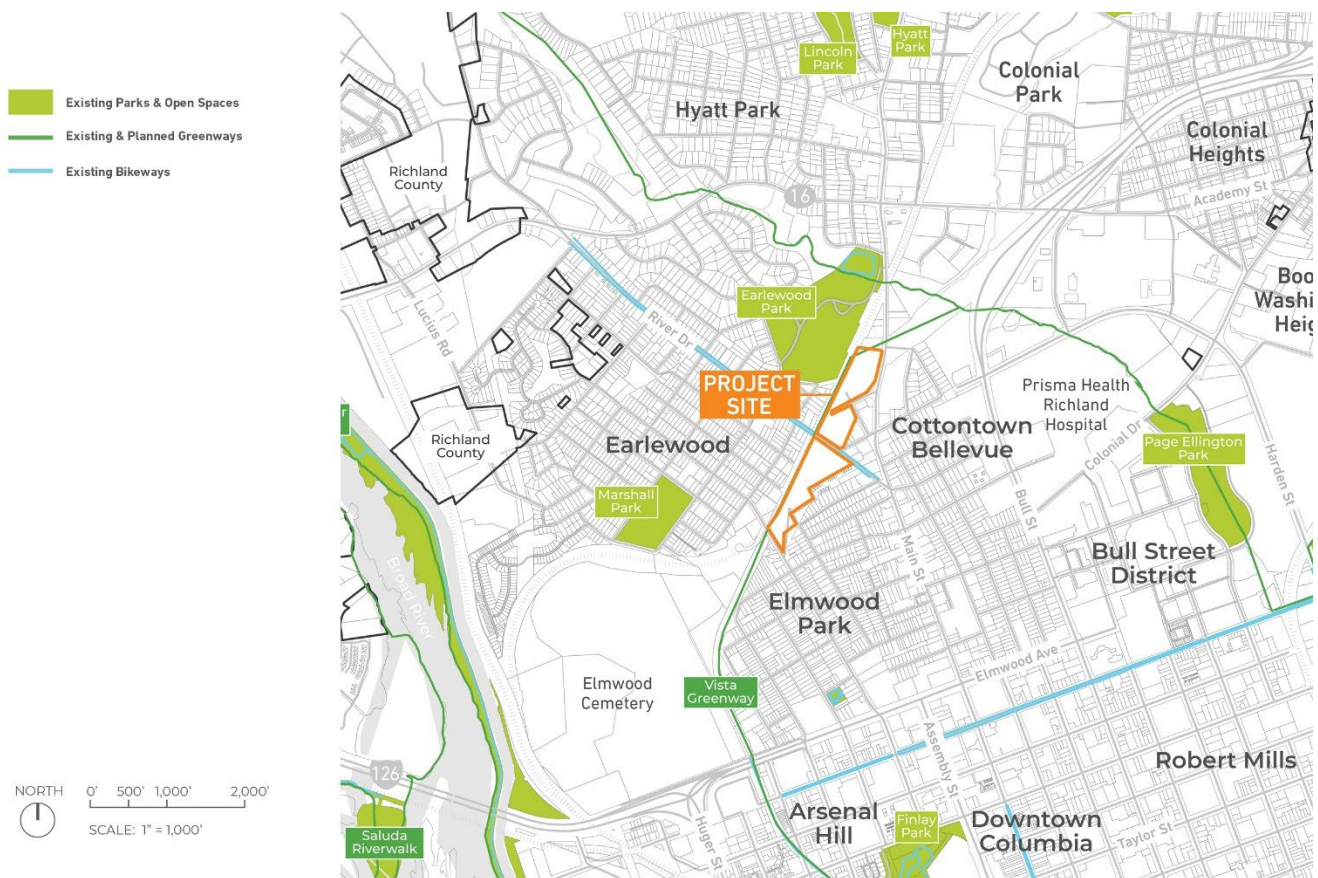 Existing Parks & Open Spaces
Existing & Planned Greenways
Existing Bikeways
NORTH
0' 500' 1,000' 2,000'
SCALE: 1" = 1,000'
Lincoln
Park
Hyatt
Park
Colonial
Park
Hyatt Park
Colonial
Heights
Academy St
Richland
County
16
Boo
Washi
Heig
Earlewood
Park
Lucius Rd
River Dr
PROJECT
SITE
Prisma Health
Richland
Hospital
Cottontown
Bellevue
Colonial Dr
Page Ellington
Park
Harden St
Richland
County
Earlewood
r
Marshall
Park
Bull St
Main St
Bull Street
District
Broad River
Elmwood
Park
Elmwood Ave
Elmwood
Cemetery
Vista
Greenway
Assembly St
Robert Mills
126
Arsenal
Hill
Finlay
Park
Downtown
Columbia
Taylor St
Huger St
Saluda
Riverwalk